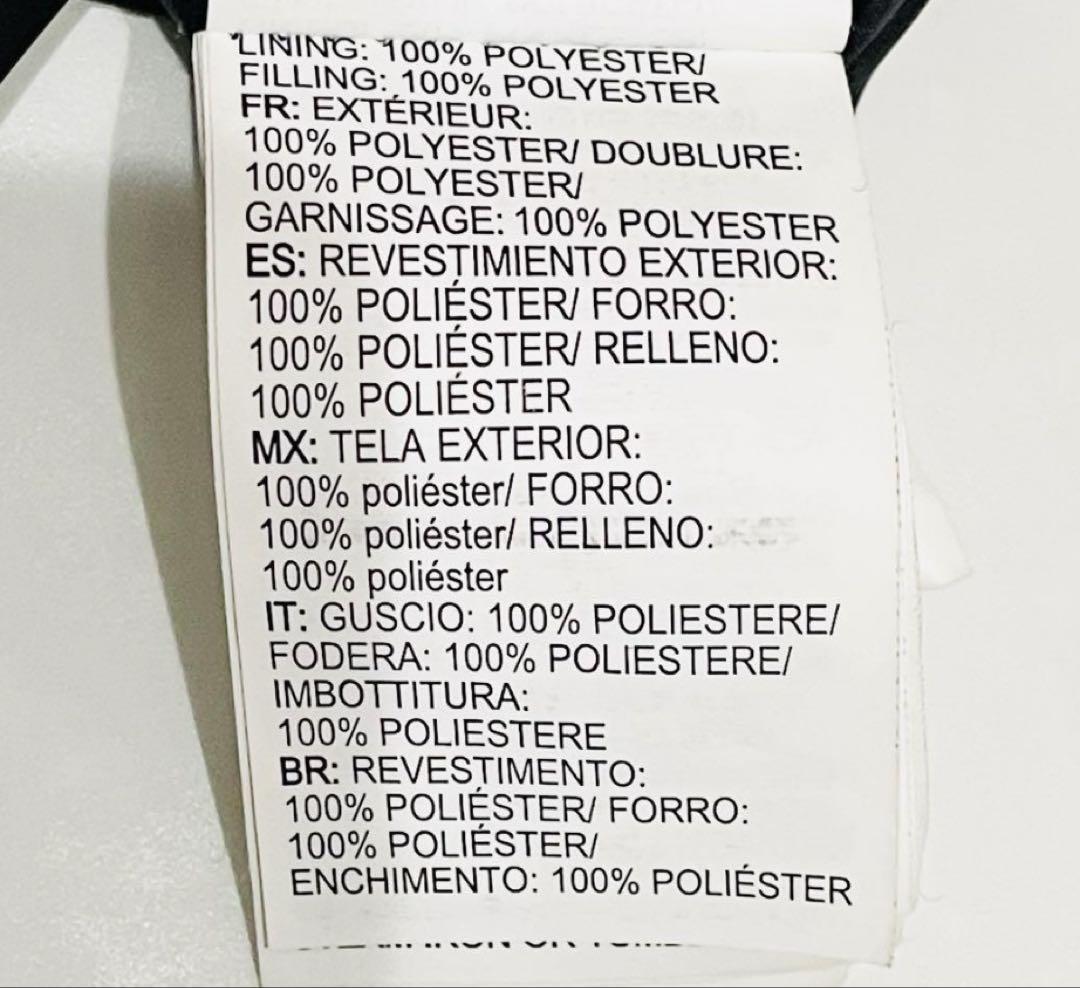 LINING: 100% POLYESTER/
FILLING: 100% POLYESTER
FR: EXTÉRIEUR:
100% POLYESTER/ DOUBLURE:
100% POLYESTER/
GARNISSAGE: 100% POLYESTER
ES: REVESTIMIENTO EXTERIOR:
100% POLIÉSTER/ FORRO:
100% POLIÉSTER/ RELLENO:
100% POLIÉSTER
MX: TELA EXTERIOR:
100% poliéster/ FORRO:
100% poliéster/ RELLENO:
100% poliéster
IT: GUSCIO: 100% POLIESTERE/
FODERA: 100% POLIESTERE/
IMBOTTITURA:
100% POLIESTERE
BR: REVESTIMENTO:
100% POLIÉSTER/ FORRO:
100% POLIÉSTER/
ENCHIMENTO: 100% POLIÉSTER